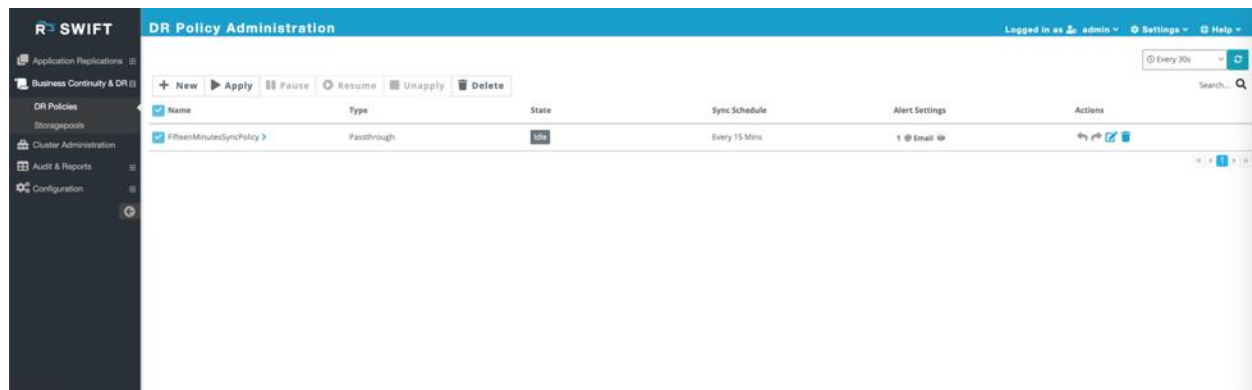 SWIFT
DR Policy Administration
Logged in as admin Settings Help
Application Replications
Business Continuity & DR
DR Policies
Storagepools
Cluster Administration
Audit & Reports
Configuration
Every 30s
New Apply Pause Resume Unapply Delete
Search...
Name Type State Sync Schedule Alert Settings Actions
FifteenMinutesSyncPolicy Passthrough Idle Every 15 Mins 1 @ Email
1